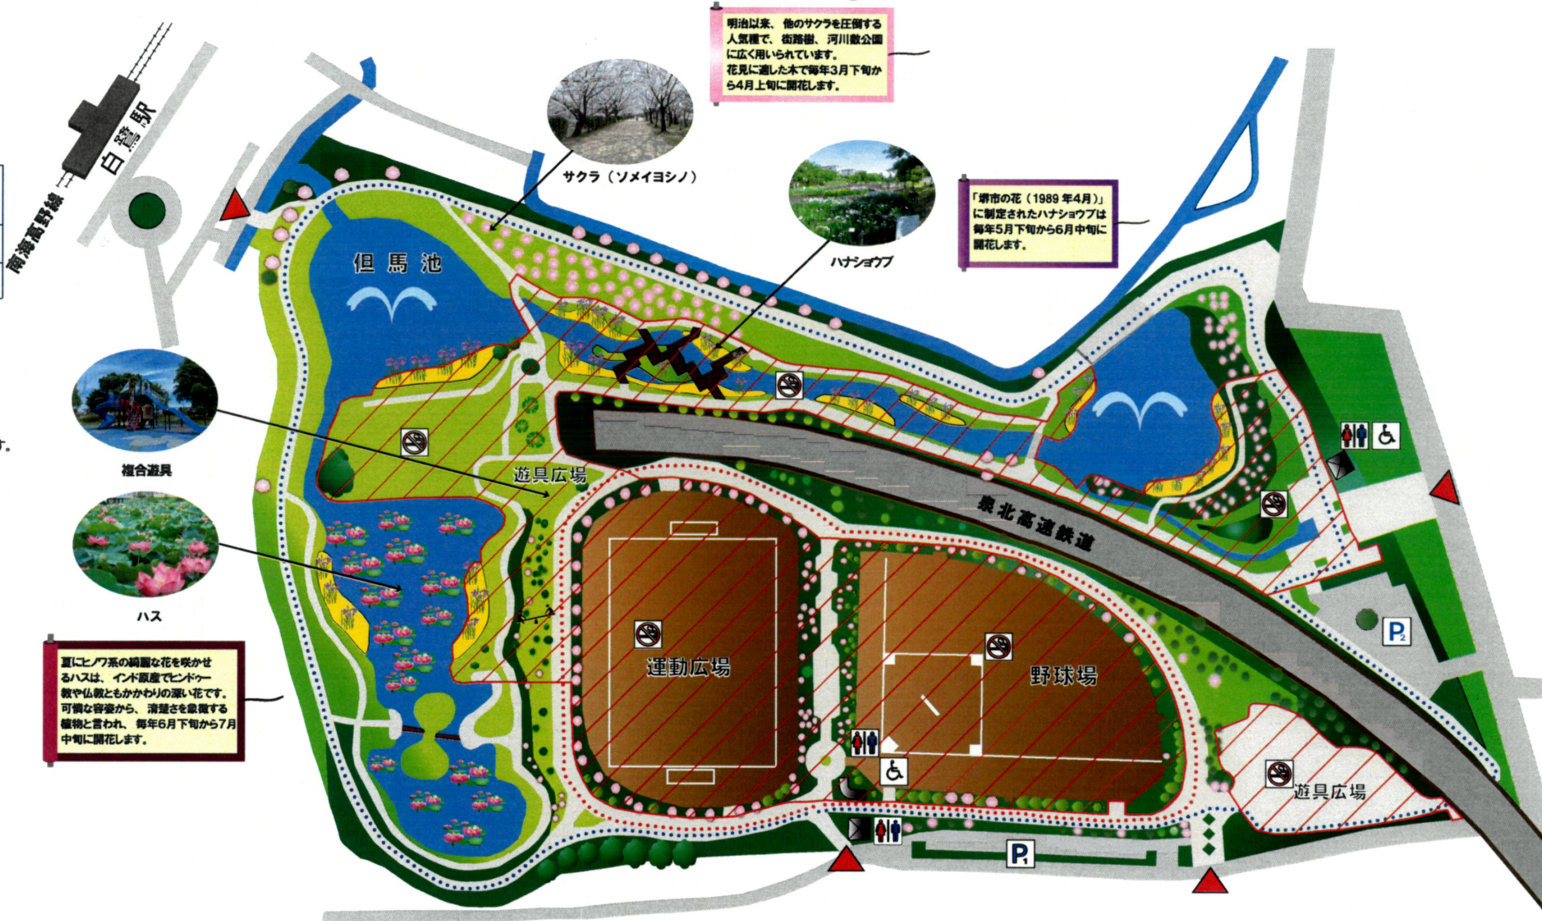 明治以来、他のサクラを圧倒する
人気種で、街路樹、河川敷公園
に広く用いられています。
花見に適した木で毎年3月下旬か
ら4月上旬に開花します。
白鷺駅
南海高野線
サクラ（ソメイヨシノ）
「堺市の花（1989年4月）」
に制定されたハナショウブは
毎年5月下旬から6月中旬に
開花します。
ハナショウブ
但馬池
す。
複合遊具
遊具広場
泉北高速鉄道
ハス
夏にヒノワ系の綺麗な花を咲かせ
るハスは、インド原産でヒンドゥー
教や仏教ともかかわりの深い花です。
可憐な容姿から、清楚さを象徴する
植物と言われ、毎年6月下旬から7月
中旬に開花します。
運動広場
野球場
P2
遊具広場
P1